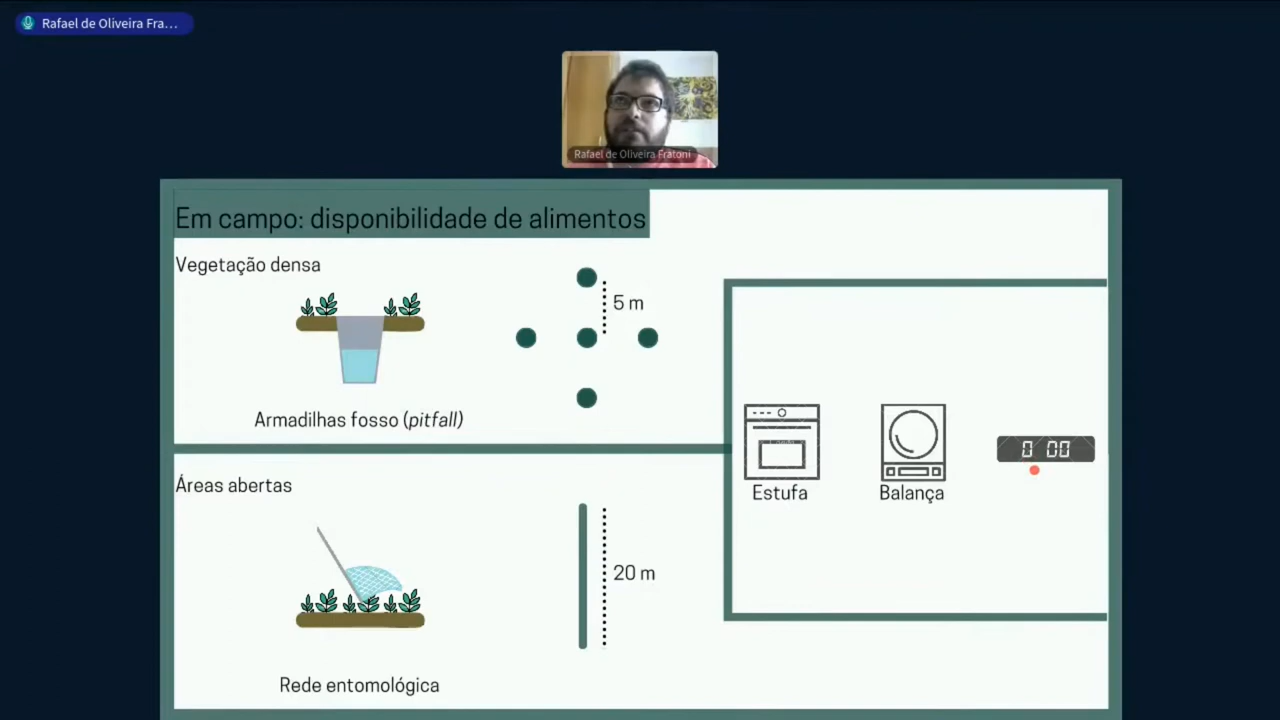 Rafael de Oliveira Fra...
Rafael de Oliveira Fratoni
Em campo: disponibilidade de alimentos
Vegetação densa
5 m
Armadilhas fosso (pitfall)
Áreas abertas
20 m
Rede entomológica
Estufa
Balança
0 00